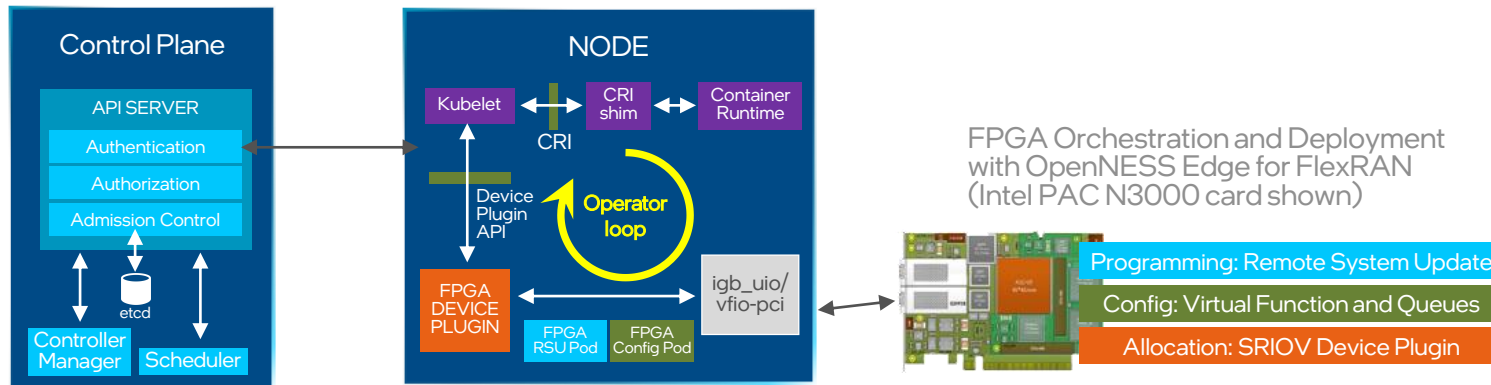 Control Plane
API SERVER
Authentication
Authorization
Admission Control
etcd
Controller
Manager
Scheduler
NODE
Kubelet
CRI
CRI
shim
Container
Runtime
Device
Plugin
API
Operator
loop
FPGA
DEVICE
PLUGIN
FPGA
RSU Pod
FPGA
Config Pod
igb_uio/
vfio-pci
FPGA Orchestration and Deployment
with OpenNESS Edge for FlexRAN
(Intel PAC N3000 card shown)
Programming: Remote System Update
Config: Virtual Function and Queues
Allocation: SRIOV Device Plugin